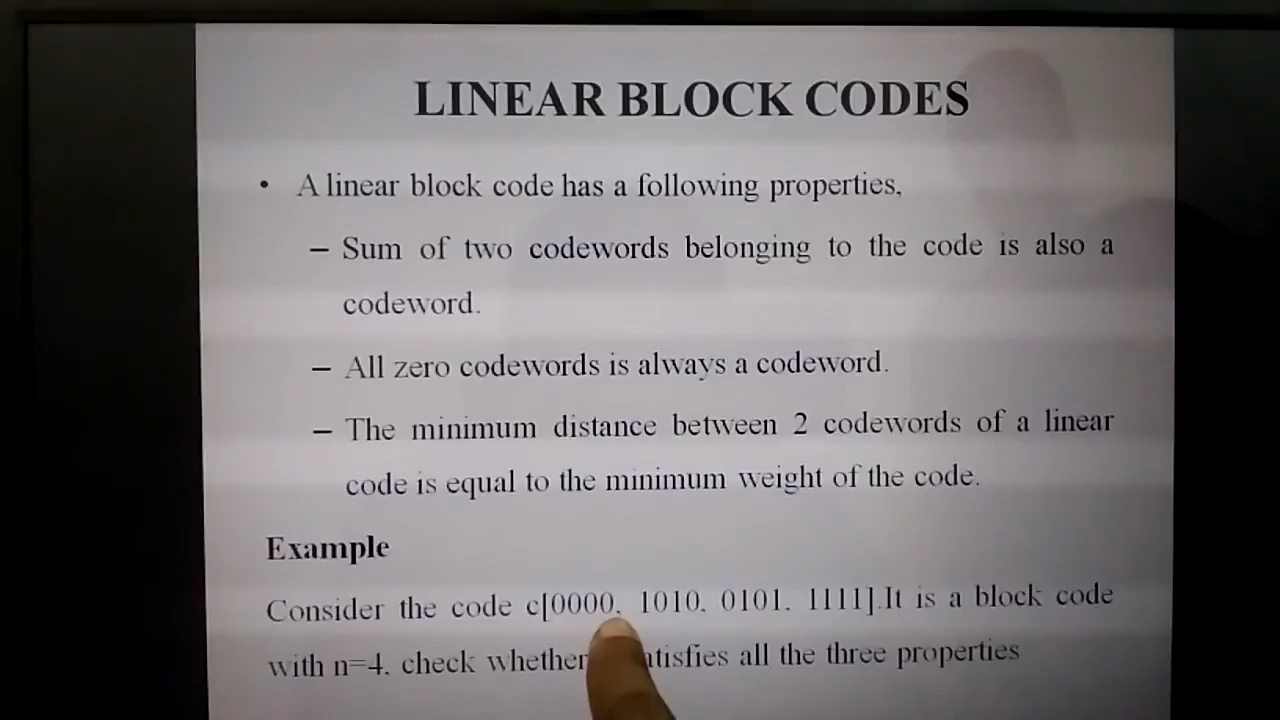 LINEAR BLOCK CODES
• A linear block code has a following properties,
– Sum of two codewords belonging to the code is also a
codeword.
– All zero codewords is always a codeword.
– The minimum distance between 2 codewords of a linear
code is equal to the minimum weight of the code.
Example
Consider the code c[0000, 1010, 0101, 1111].It is a block code
with n=4. check whether all the three properties